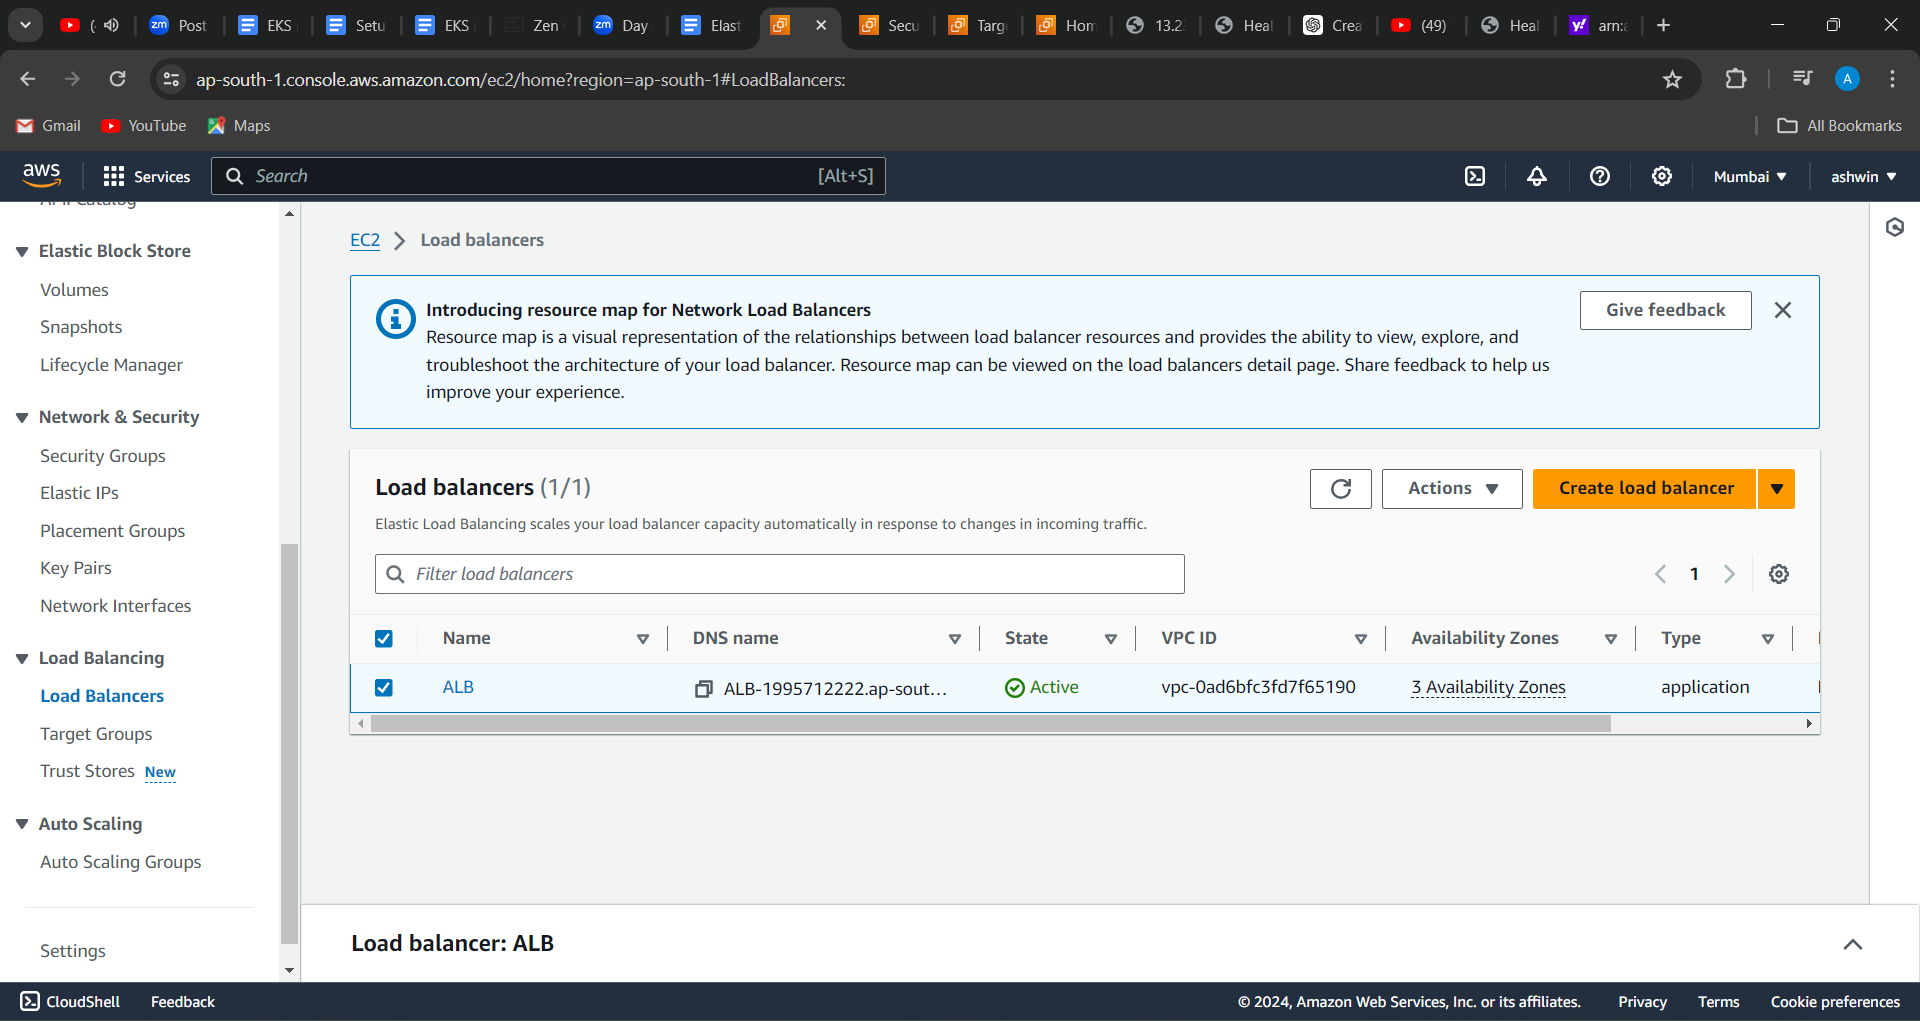 (
Post
EKS
Setu
EKS
Zen
Day
Elast
Secu
Targ
Hom
13.2
Heal
Crea
(49)
Heal
arn:a
ap-south-1.console.aws.amazon.com/ec2/home?region=ap-south-1#LoadBalancers:
A
Gmail
YouTube
Maps
All Bookmarks
aws
Services
Search
[Alt+S]
Mumbai
ashwin
Elastic Block Store
Volumes
Snapshots
Lifecycle Manager
Network & Security
Security Groups
Elastic IPs
Placement Groups
Key Pairs
Network Interfaces
Load Balancing
Load Balancers
Target Groups
Trust Stores New
Auto Scaling
Auto Scaling Groups
Settings
EC2 > Load balancers
Introducing resource map for Network Load Balancers
Resource map is a visual representation of the relationships between load balancer resources and provides the ability to view, explore, and
troubleshoot the architecture of your load balancer. Resource map can be viewed on the load balancers detail page. Share feedback to help us
improve your experience.
Give feedback
Load balancers (1/1)
Elastic Load Balancing scales your load balancer capacity automatically in response to changes in incoming traffic.
Actions
Create load balancer
Filter load balancers
1
Name DNS name State VPC ID Availability Zones Type
ALB ALB-1995712222.ap-sout... Active vpc-0ad6bfc3fd7f65190 3 Availability Zones application
Load balancer: ALB
CloudShell Feedback © 2024, Amazon Web Services, Inc. or its affiliates. Privacy Terms Cookie preferences